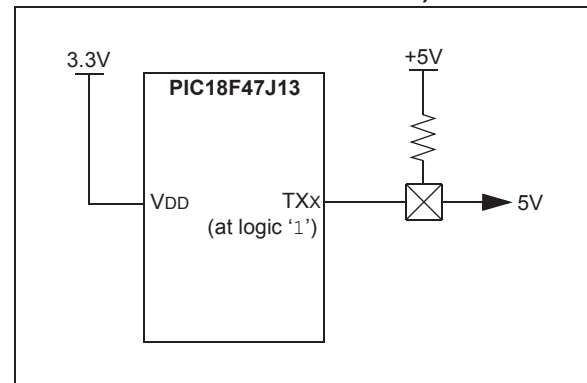 3.3V
+5V
PIC18F47J13
VDD
TXX
5V
(at logic ‘1’)